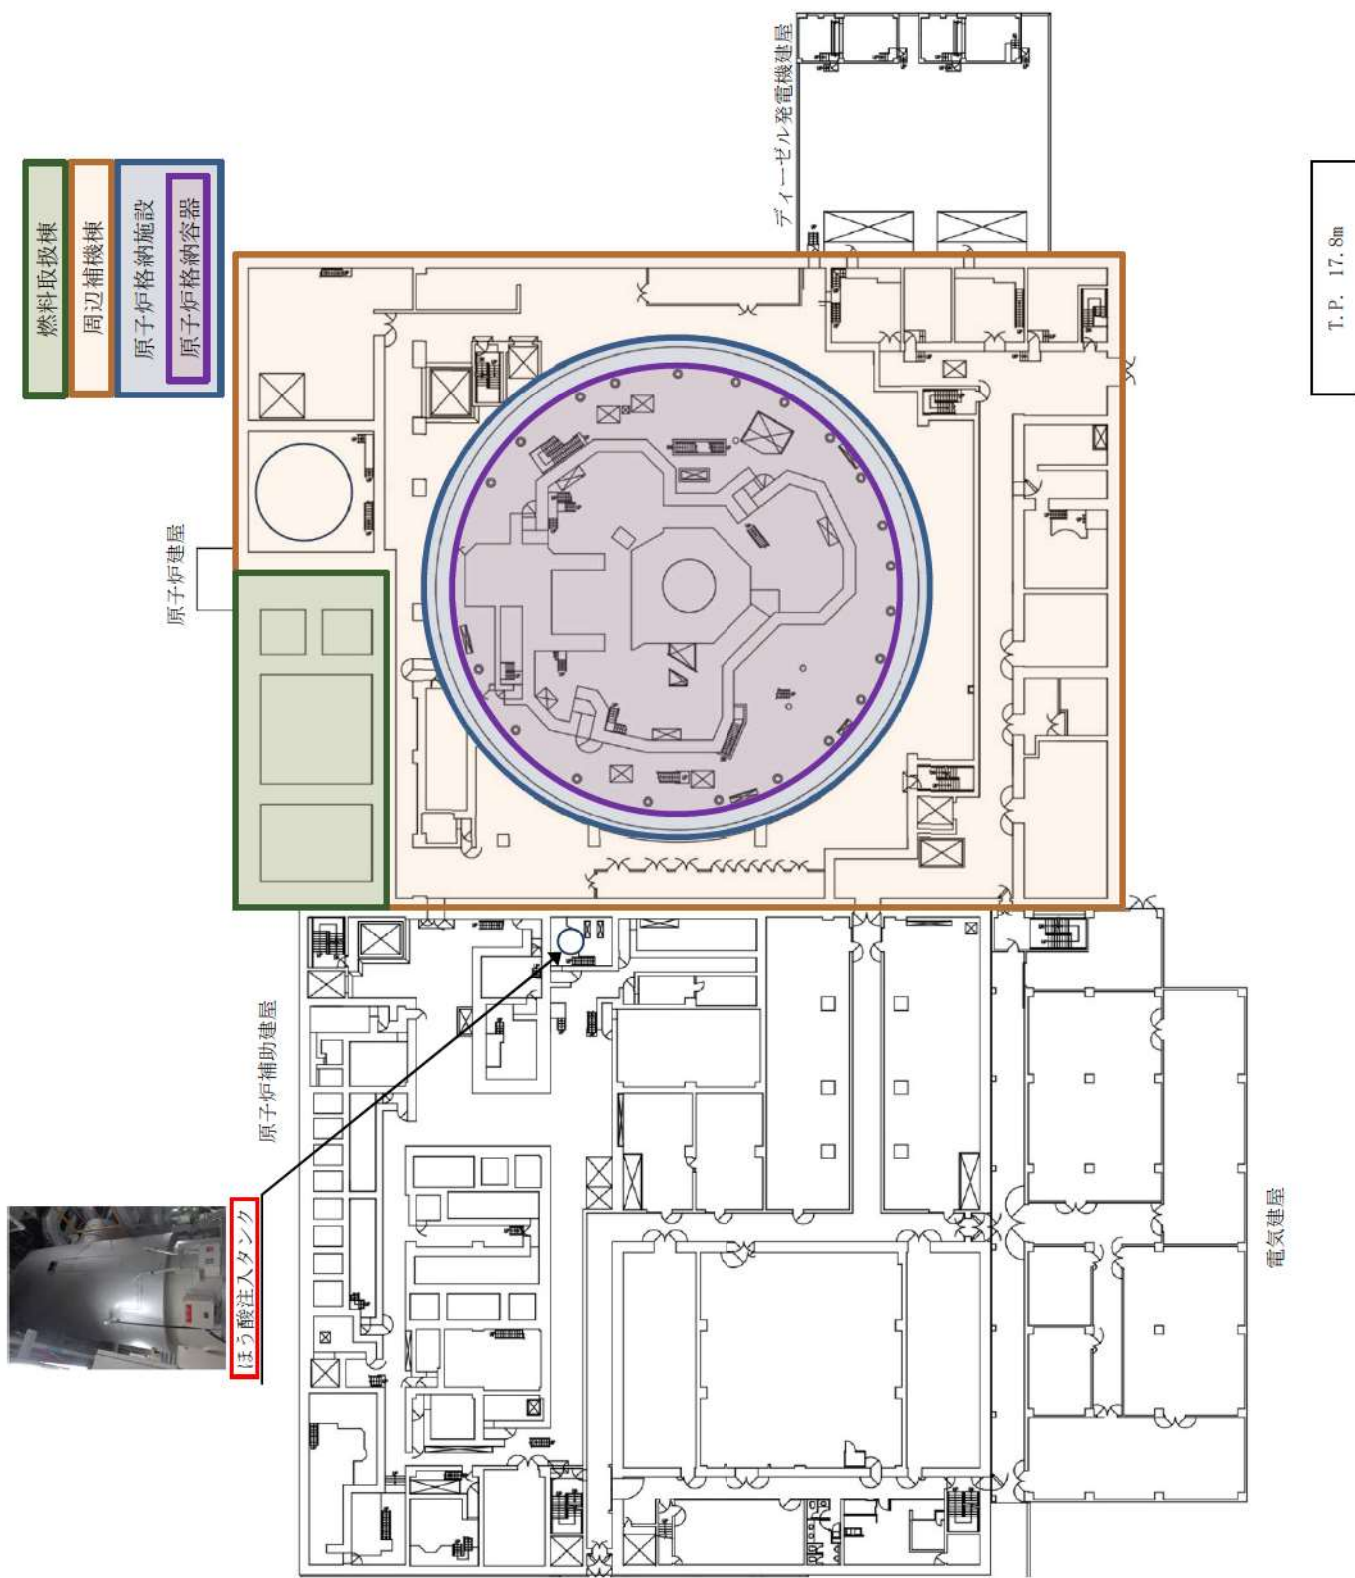 燃料取扱棟
周辺補機棟
原子炉格納施設
原子炉格納容器
ディーゼル発電機建屋
原子炉建屋
原子炉補助建屋
ほう酸注入タンク
電気建屋
T.P. 17.8m